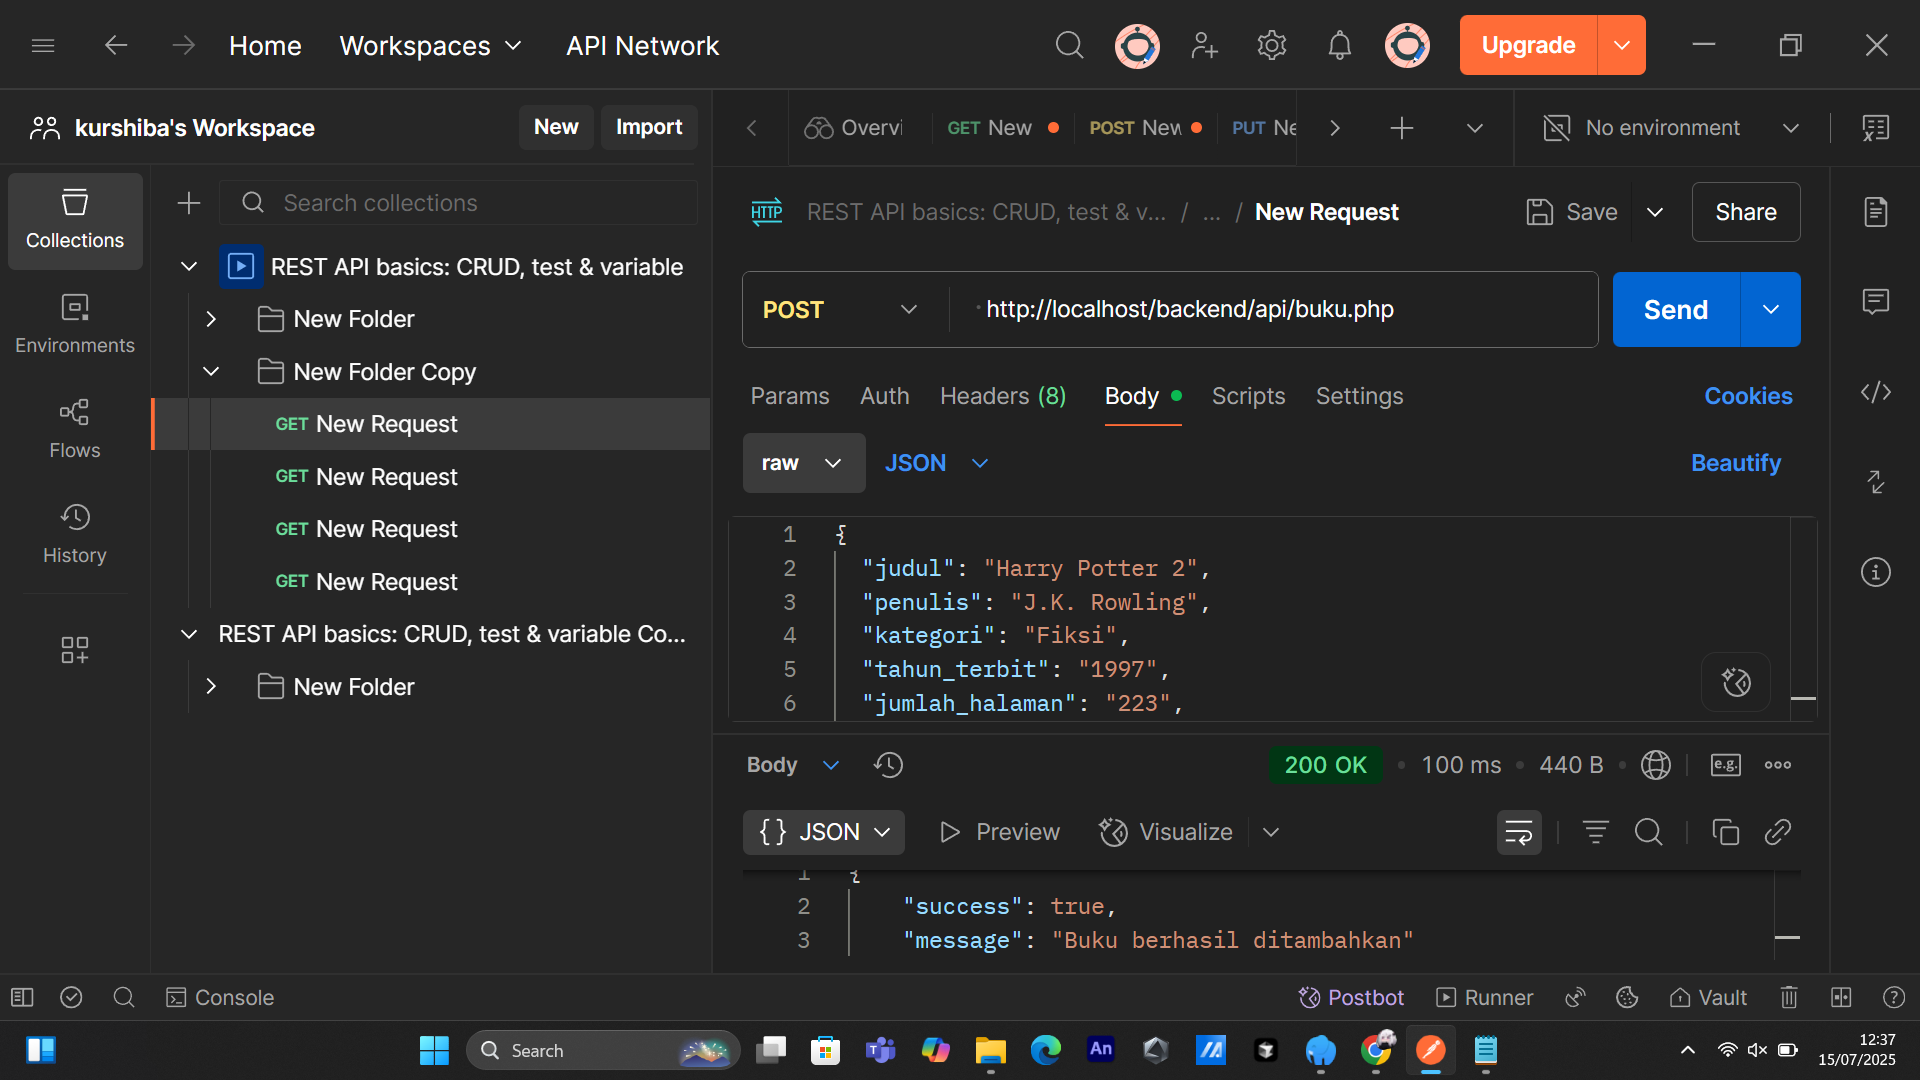 Home Workspaces API Network Upgrade
kurshiba's Workspace New Import
Overvi GET New POST New PUT Ne No environment
Collections
Environments
Flows
History
Search collections
REST API basics: CRUD, test & variable
New Folder
New Folder Copy
GET New Request
GET New Request
GET New Request
GET New Request
REST API basics: CRUD, test & variable Co...
New Folder
HTTP REST API basics: CRUD, test & v... / ... / New Request Save Share
POST http://localhost/backend/api/buku.php Send
Params Auth Headers (8) Body Scripts Settings Cookies
raw JSON Beautify
1 {
2 "judul": "Harry Potter 2",
3 "penulis": "J.K. Rowling",
4 "kategori": "Fiksi",
5 "tahun_terbit": "1997",
6 "jumlah_halaman": "223",
Body 200 OK • 100 ms • 440 B • e.g.
{} JSON Preview Visualize
1 {
2 "success": true,
3 "message": "Buku berhasil ditambahkan"
Console Postbot Runner Vault
Search An 12:37
15/07/2025